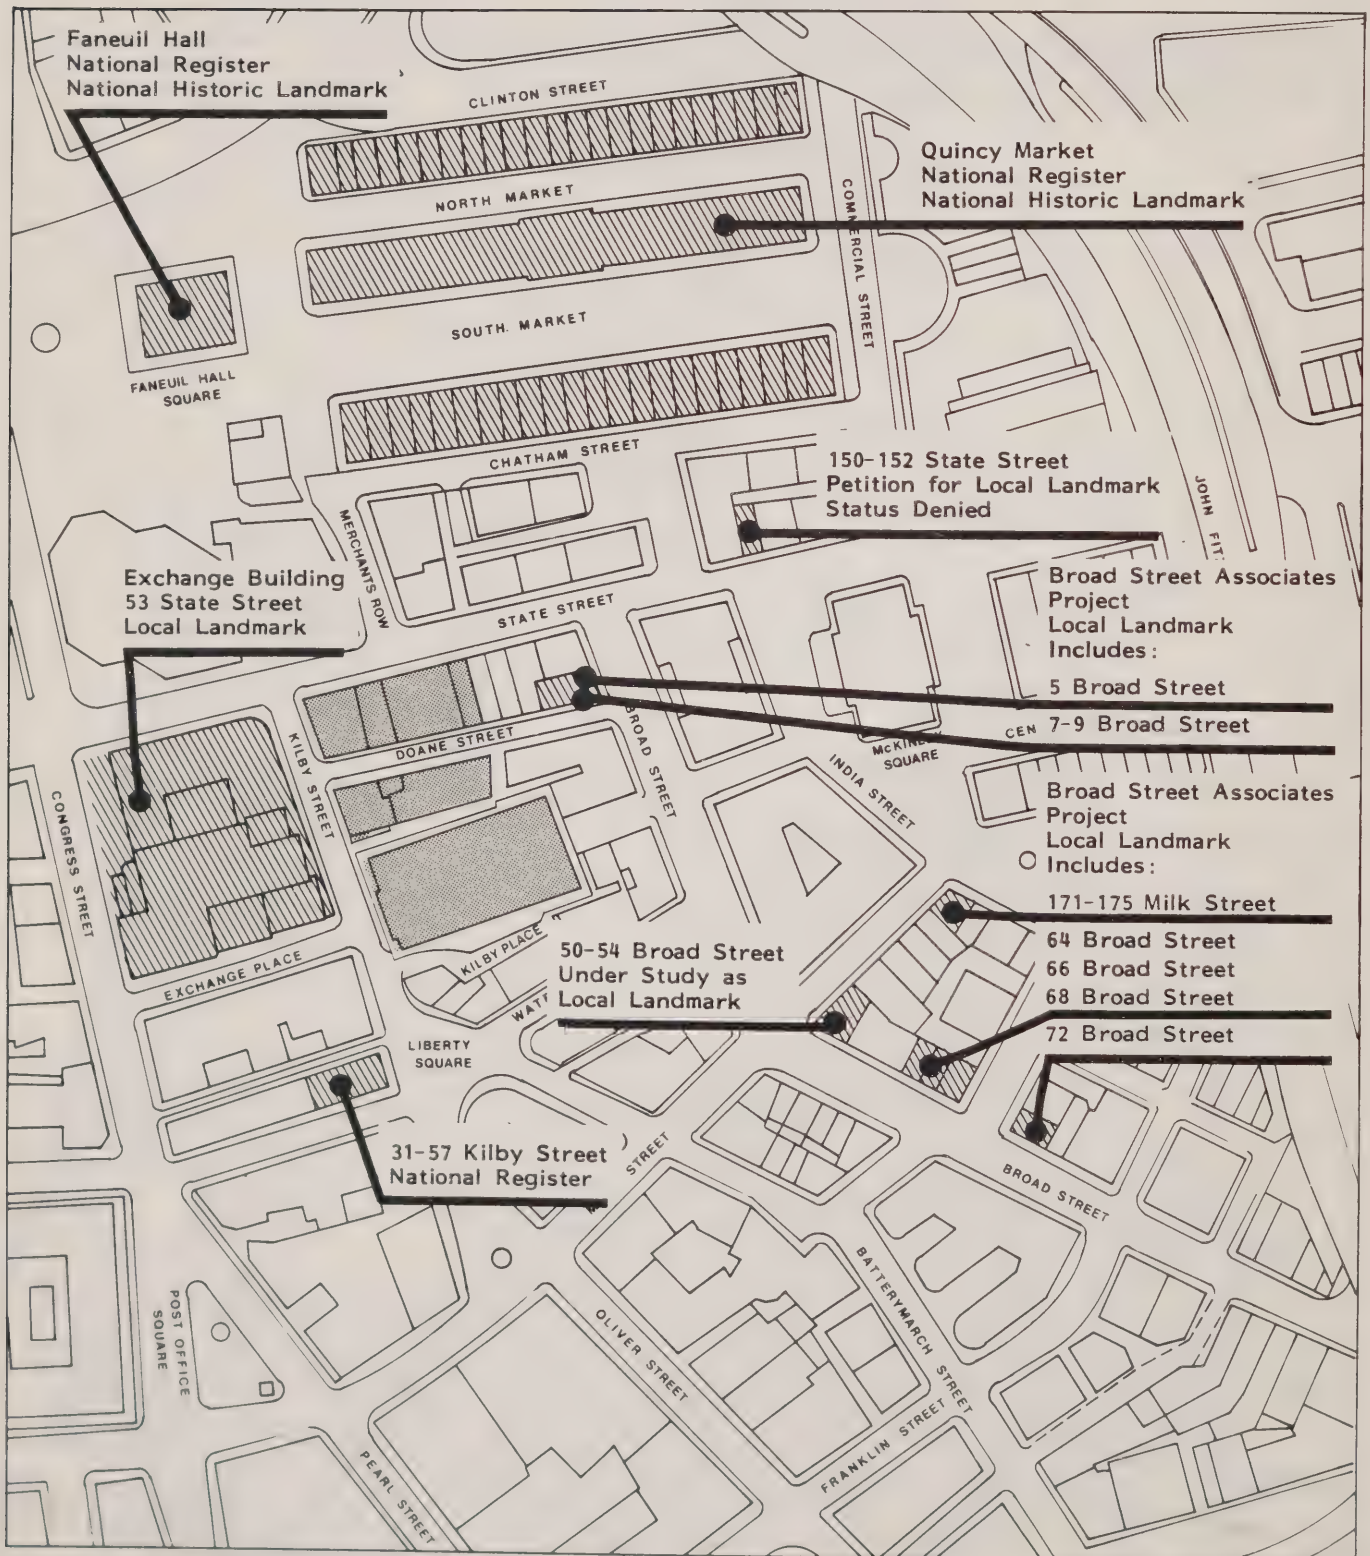 Faneuil Hall
National Register
National Historic Landmark
CLINTON STREET
Quincy Market
National Register
National Historic Landmark
NORTH MARKET
COMMERCIAL STREET
SOUTH. MARKET
FANEUIL HALL
SQUARE
CHATHAM STREET
150-152 State Street
Petition for Local Landmark
Status Denied
JOHN FIT
MERCHANTS ROW
Exchange Building
53 State Street
Local Landmark
STATE STREET
Broad Street Associates
Project
Local Landmark
Includes:
5 Broad Street
7-9 Broad Street
CEN
McKINLEY
SQUARE
DOANE STREET
BROAD STREET
KILBY STREET
INDIA STREET
CONGRESS STREET
Broad Street Associates
Project
Local Landmark
Includes:
171-175 Milk Street
64 Broad Street
66 Broad Street
68 Broad Street
72 Broad Street
50-54 Broad Street
Under Study as
Local Landmark
KILBY PLACE
EXCHANGE PLACE
WAT
LIBERTY
SQUARE
31-57 Kilby Street
National Register
STREET
BROAD STREET
BATTERYMARCH STREET
OLIVER STREET
POST OFFICE
SQUARE
FRANKLIN STREET
PEARL STREET